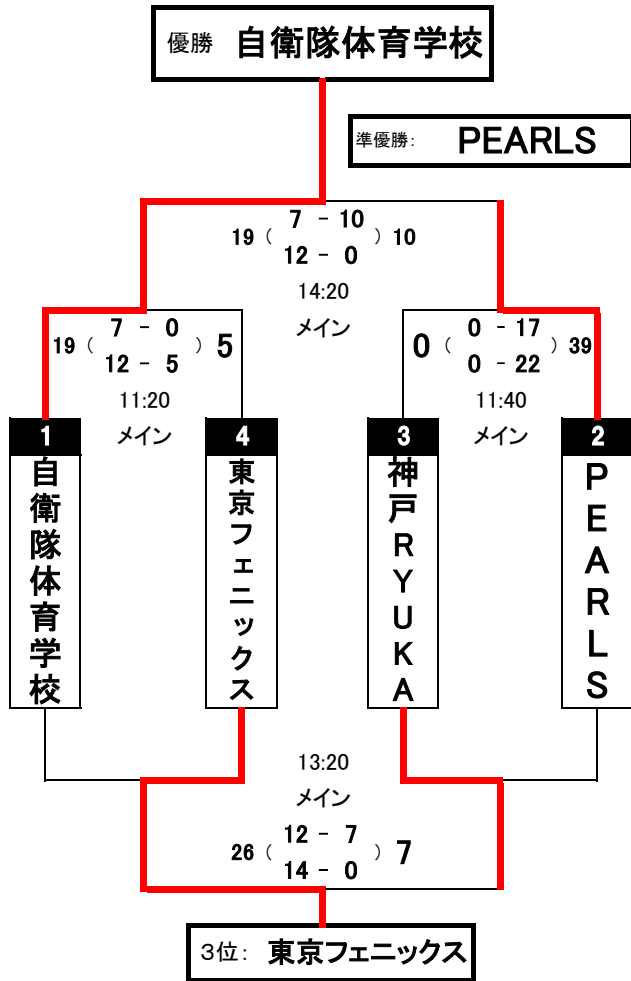 優勝 自衛隊体育学校
準優勝: PEARLS
7 - 10
19 ( ) 10
12 - 0
14:20
メイン
7 - 0
19 ( ) 5
12 - 5
11:20
メイン
0 - 17
0 ( ) 39
0 - 22
11:40
メイン
1
4
3
2
自衛隊体育学校
東京フェニックス
神戸RYUKA
PEARLS
13:20
メイン
12 - 7
26 ( ) 7
14 - 0
3位: 東京フェニックス